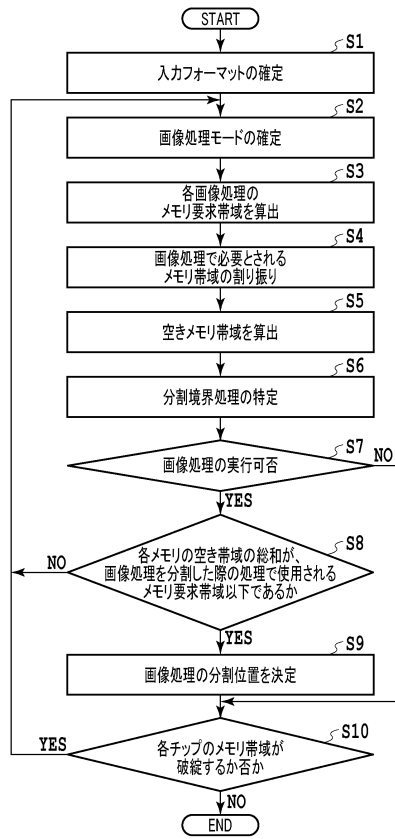 START
S1
入力フォーマットの確定
S2
画像処理モードの確定
S3
各画像処理の
メモリ要求帯域を算出
S4
画像処理で必要とされる
メモリ帯域の割り振り
S5
空きメモリ帯域を算出
S6
分割境界処理の特定
S7
画像処理の実行可否
NO
YES
S8
各メモリの空き帯域の総和が、
画像処理を分割した際の処理で使用される
メモリ要求帯域以下であるか
NO
YES
S9
画像処理の分割位置を決定
S10
各チップのメモリ帯域が
破綻するか否か
YES
NO
END